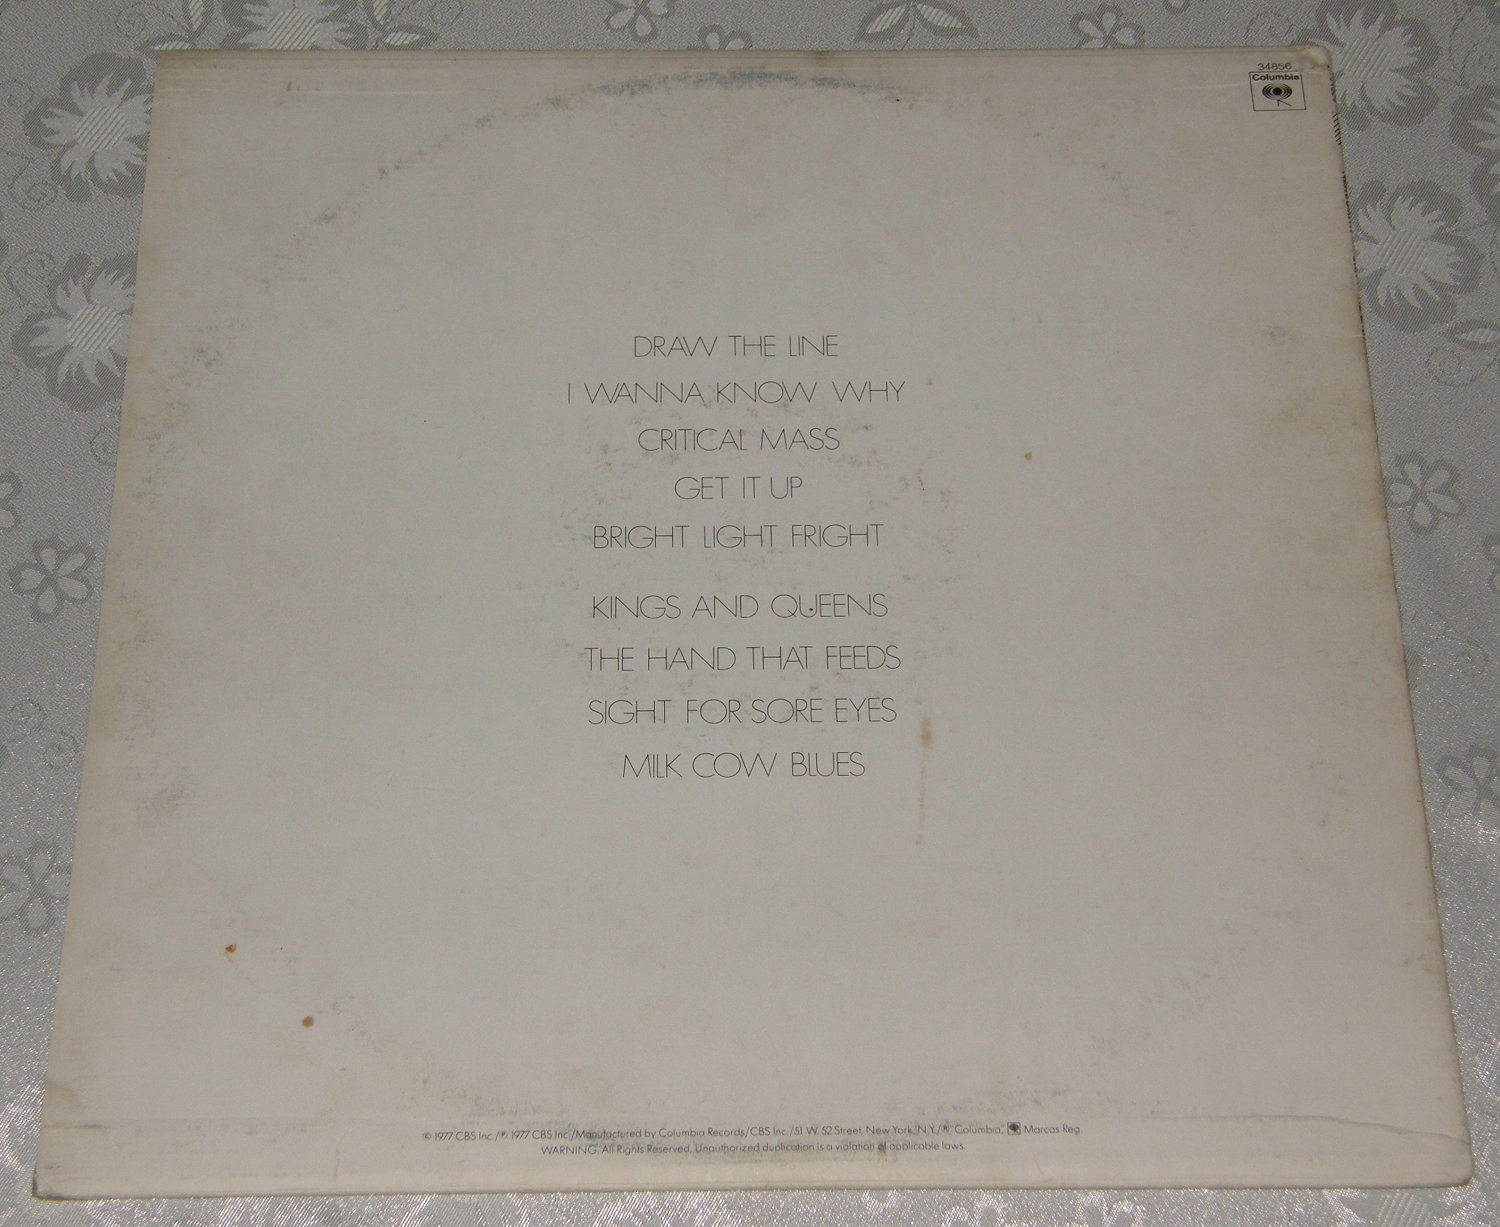 34856
Columbia
DRAW THE LINE
I WANNA KNOW WHY
CRITICAL MASS
GET IT UP
BRIGHT LIGHT FRIGHT
KINGS AND QUEENS
THE HAND THAT FEEDS
SIGHT FOR SORE EYES
MILK COW BLUES
© 1977 CBS Inc./℗ 1977 CBS Inc./Manufactured by Columbia Records/CBS Inc./51 W. 52 Street, New York, N.Y./® Columbia, Marcas Reg.
WARNING: All Rights Reserved. Unauthorized duplication is a violation of applicable laws.